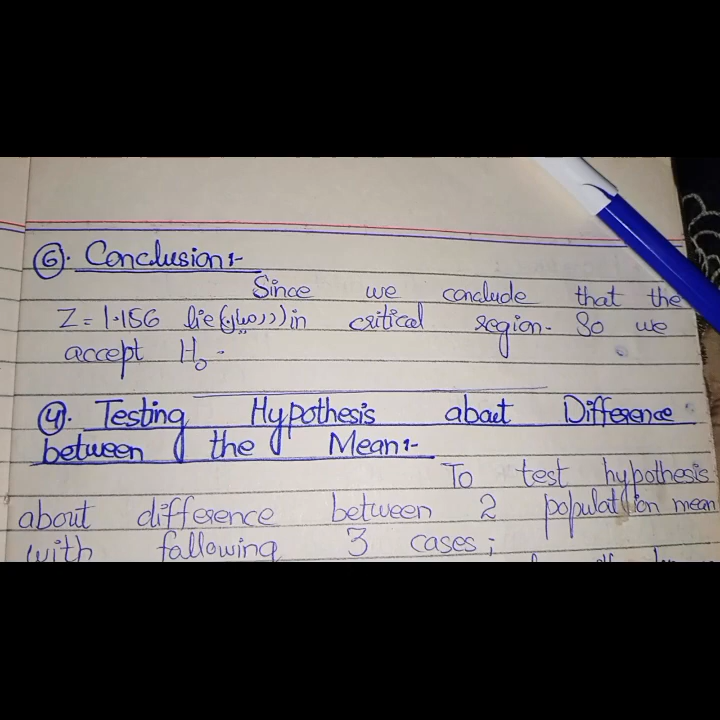 6. Conclusion:-
Since we conclude that the
Z = 1.156 lie (درمیان) in critical region. So we
accept H₀.
4. Testing Hypothesis about Difference
between the Mean:-
To test hypothesis
about difference between 2 population mean
with following 3 cases;